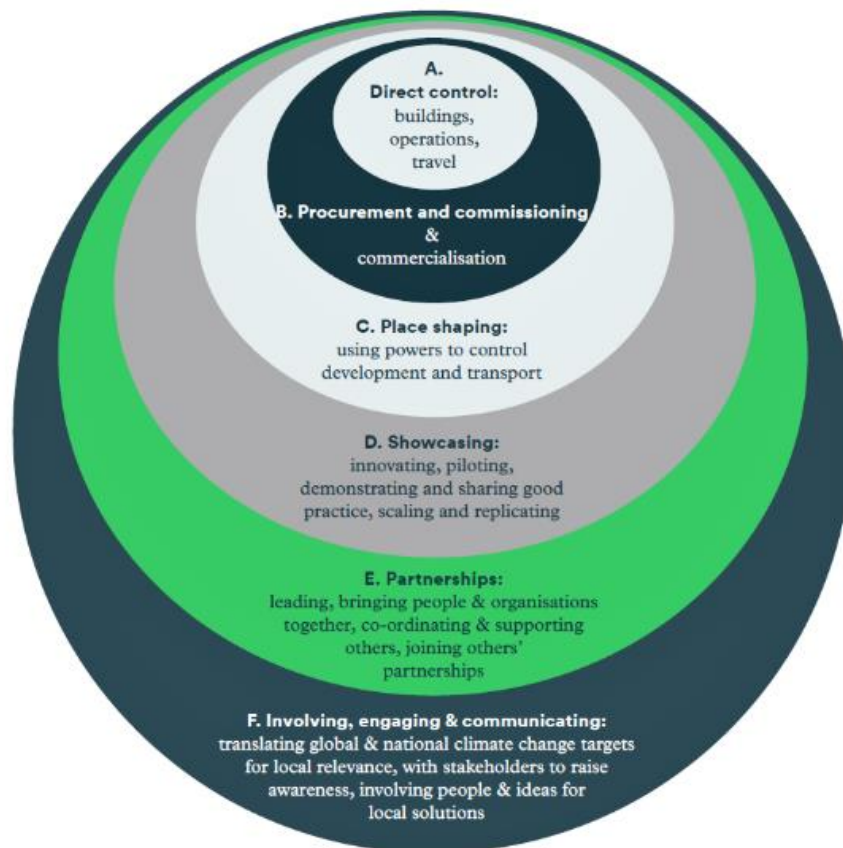 A.
Direct control:
buildings,
operations,
travel
B. Procurement and commissioning
&
commercialisation
C. Place shaping:
using powers to control
development and transport
D. Showcasing:
innovating, piloting,
demonstrating and sharing good
practice, scaling and replicating
E. Partnerships:
leading, bringing people & organisations
together, co-ordinating & supporting
others, joining others’
partnerships
F. Involving, engaging & communicating:
translating global & national climate change targets
for local relevance, with stakeholders to raise
awareness, involving people & ideas for
local solutions